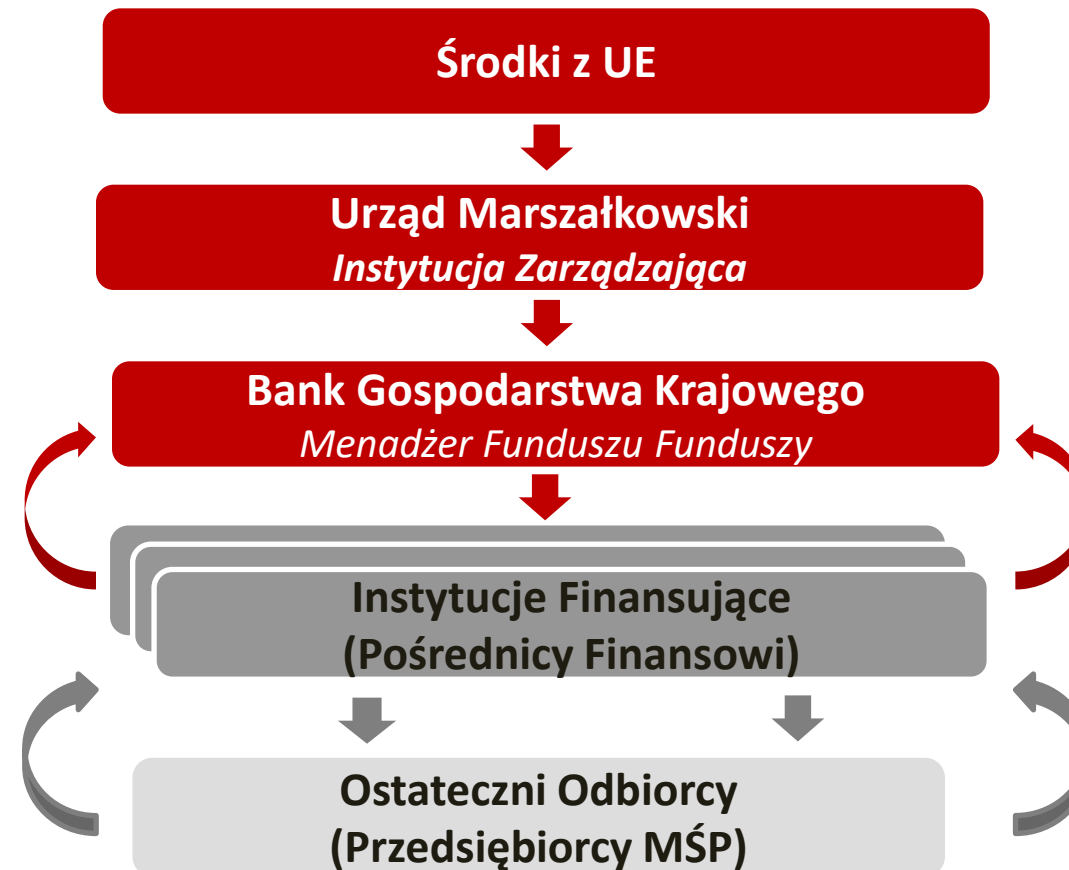 Środki z UE
Urząd Marszałkowski
Instytucja Zarządzająca
Bank Gospodarstwa Krajowego
Menadżer Funduszu Funduszy
Instytucje Finansujące
(Pośrednicy Finansowi)
Ostateczni Odbiorcy
(Przedsiębiorcy MŚP)